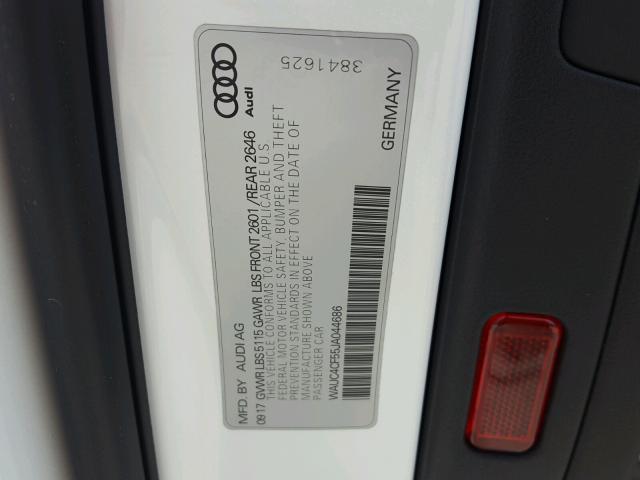 MFD. BY AUDI AG
0917 GVWR LBS 5115 GAWR LBS FRONT 2601 /REAR 2646
THIS VEHICLE CONFORMS TO ALL APPLICABLE U.S
FEDERAL MOTOR VEHICLE SAFETY, BUMPER AND THEFT
PREVENTION STANDARDS IN EFFECT ON THE DATE OF
MANUFACTURE SHOWN ABOVE
PASSENGER CAR
WAUC4CF55JA044686
Audi
3841625
GERMANY